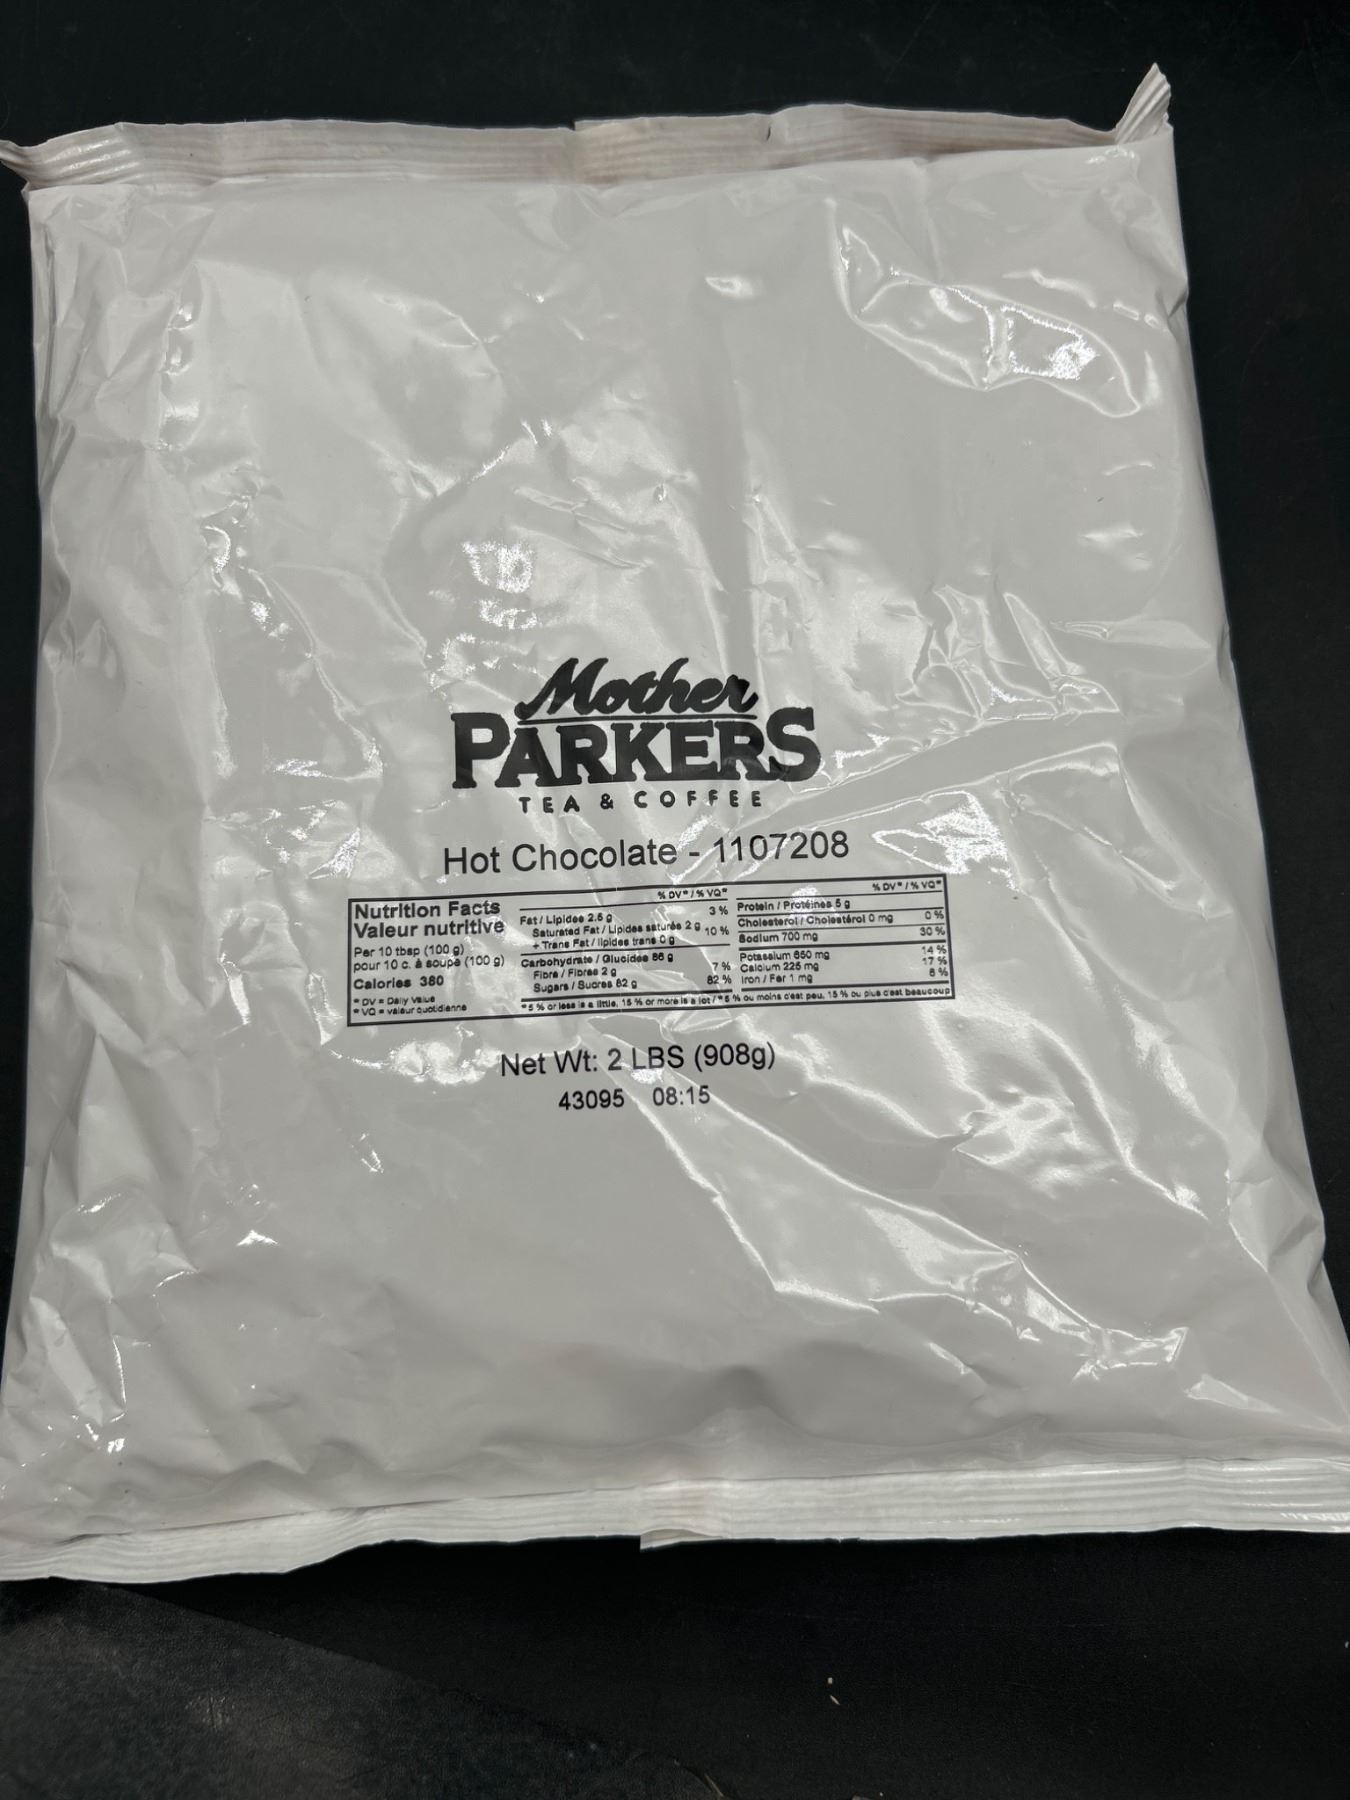 Mother
PARKERS
TEA & COFFEE
Hot Chocolate - 1107208
Nutrition Facts
Valeur nutritive
Per 10 tbsp (100 g)
pour 10 c. à soupe (100 g)
Calories 380
* DV = Daily Value
* VQ = valeur quotidienne
% DV* / % VQ*
Fat / Lipides 2.5 g 3 %
Saturated Fat / Lipides saturés 2 g 10 %
+ Trans Fat / lipides trans 0 g
Carbohydrate / Glucides 86 g
Fibre / Fibres 2 g 7 %
Sugars / Sucres 82 g 82 %
% DV* / % VQ*
Protein / Protéines 5 g
Cholesterol / Cholestérol 0 mg 0 %
Sodium 700 mg 30 %
Potassium 650 mg 14 %
Calcium 225 mg 17 %
Iron / Fer 1 mg 6 %
*5 % or less is a little, 15 % or more is a lot / *5 % ou moins c'est peu, 15 % ou plus c'est beaucoup
Net Wt: 2 LBS (908g)
43095 08:15